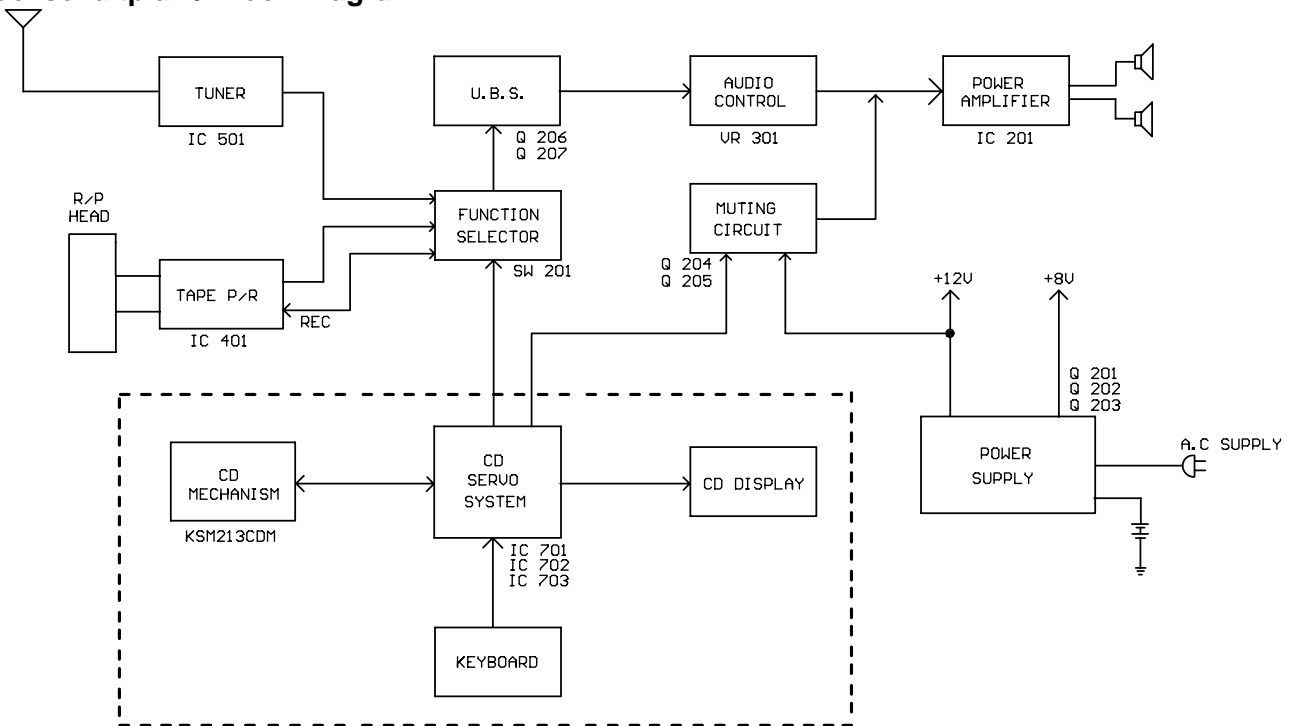 TUNER
IC 501
U.B.S.
Q 206
Q 207
AUDIO
CONTROL
VR 301
POWER
AMPLIFIER
IC 201
R/P
HEAD
FUNCTION
SELECTOR
SW 201
MUTING
CIRCUIT
Q 204
Q 205
TAPE P/R
IC 401
REC
+12V
+8V
Q 201
Q 202
Q 203
POWER
SUPPLY
A.C SUPPLY
CD
MECHANISM
KSM213CDM
CD
SERVO
SYSTEM
IC 701
IC 702
IC 703
CD DISPLAY
KEYBOARD